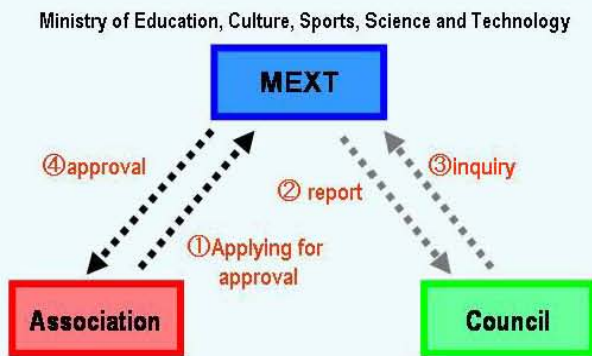 Ministry of Education, Culture, Sports, Science and Technology
MEXT
④approval
③inquiry
② report
①Applying for
approval
Association
Council